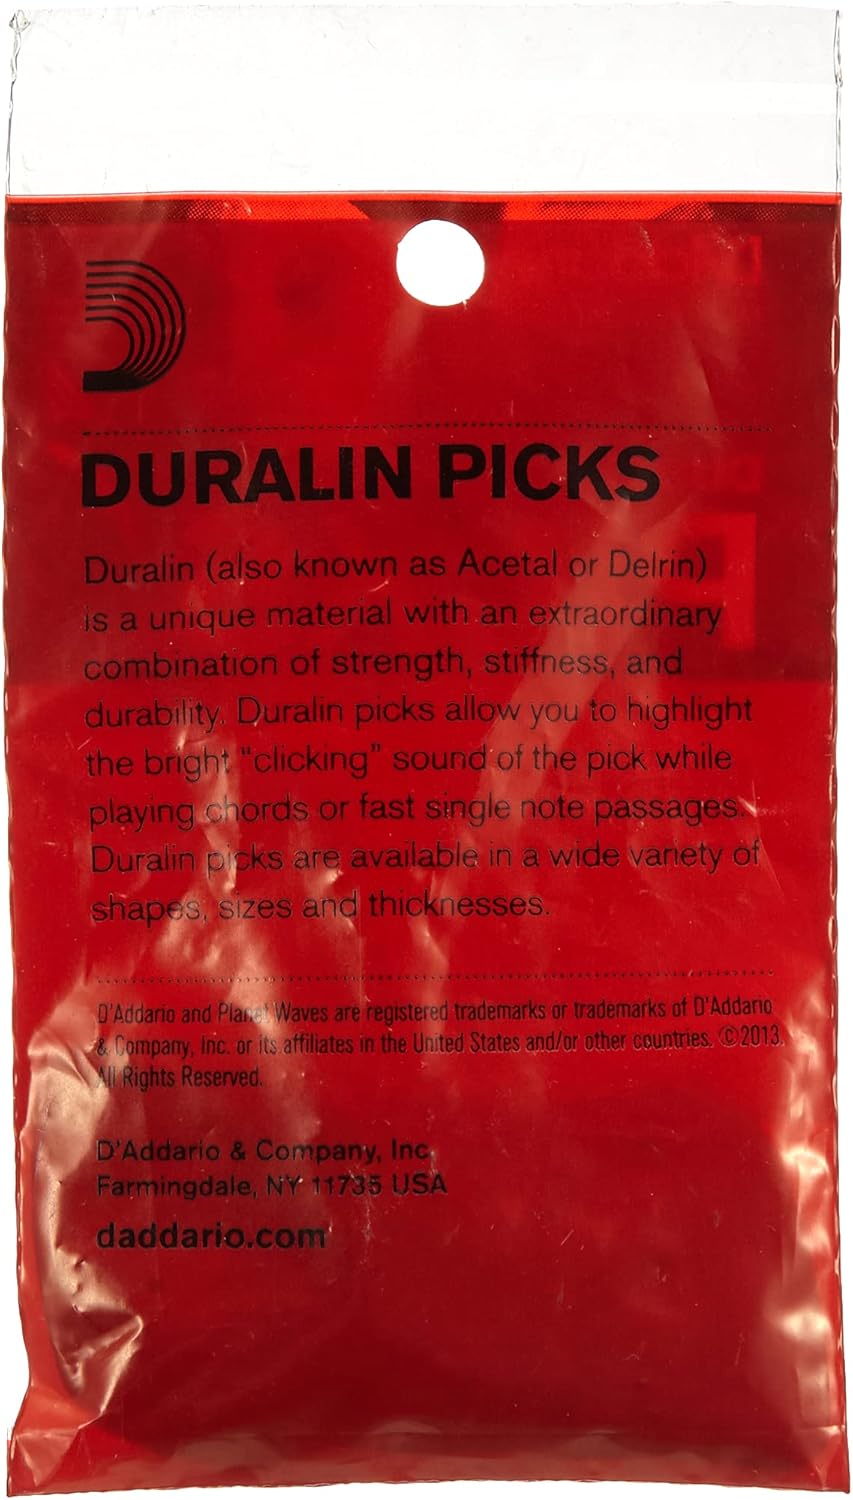 DURALIN PICKS
Duralin (also known as Acetal or Delrin)
is a unique material with an extraordinary
combination of strength, stiffness, and
durability. Duralin picks allow you to highlight
the bright "clicking" sound of the pick while
playing chords or fast single note passages.
Duralin picks are available in a wide variety of
shapes, sizes and thicknesses.
D'Addario and Planet Waves are registered trademarks or trademarks of D'Addario
& Company, Inc. or its affiliates in the United States and/or other countries. ©2013.
All Rights Reserved.
D'Addario & Company, Inc.
Farmingdale, NY 11735 USA
daddario.com